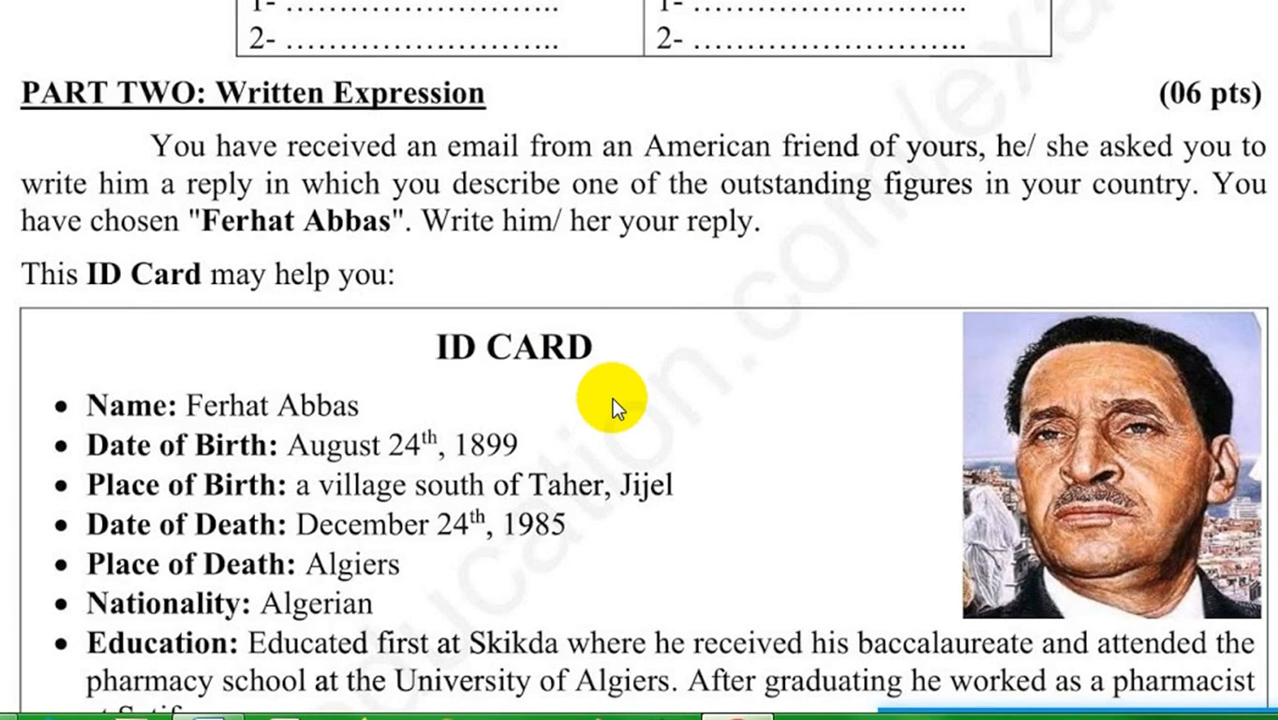 1- ………………………..
1- ………………………..
2- ………………………..
2- ………………………..
PART TWO: Written Expression (06 pts)
You have received an email from an American friend of yours, he/ she asked you to
write him a reply in which you describe one of the outstanding figures in your country. You
have chosen "Ferhat Abbas". Write him/ her your reply.
This ID Card may help you:
ID CARD
• Name: Ferhat Abbas
• Date of Birth: August 24th, 1899
• Place of Birth: a village south of Taher, Jijel
• Date of Death: December 24th, 1985
• Place of Death: Algiers
• Nationality: Algerian
• Education: Educated first at Skikda where he received his baccalaureate and attended the
pharmacy school at the University of Algiers. After graduating he worked as a pharmacist